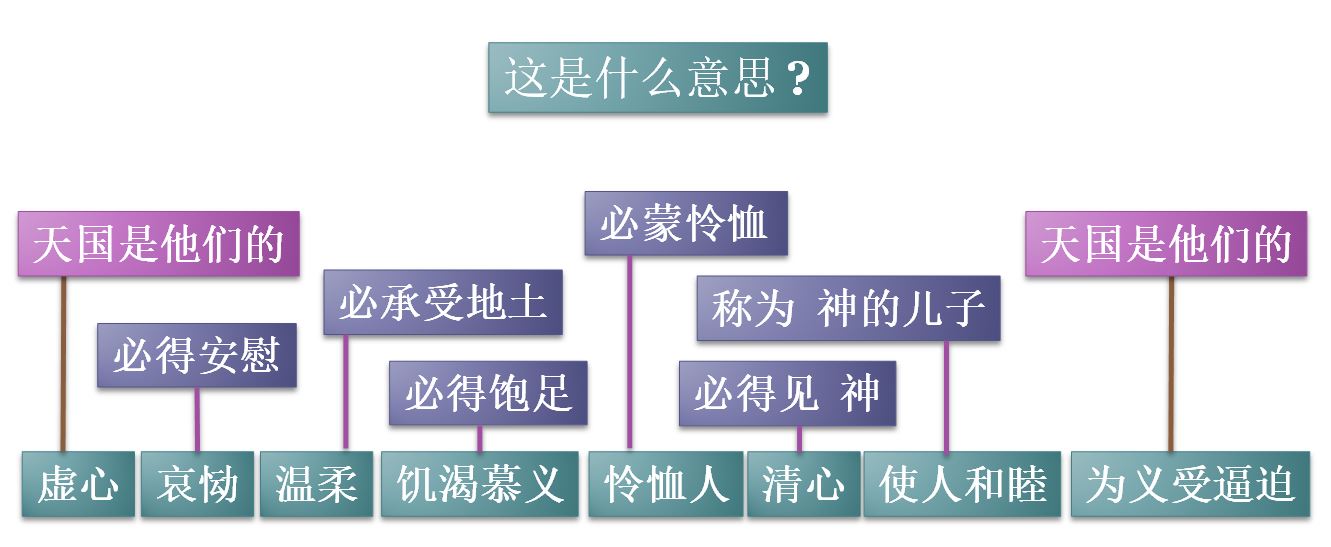 这是什么意思？
必蒙怜恤
天国是他们的
天国是他们的
必承受地土
称为 神的儿子
必得安慰
必得饱足
必得见 神
虚心
哀恸
温柔
饥渴慕义
怜恤人
清心
使人和睦
为义受逼迫